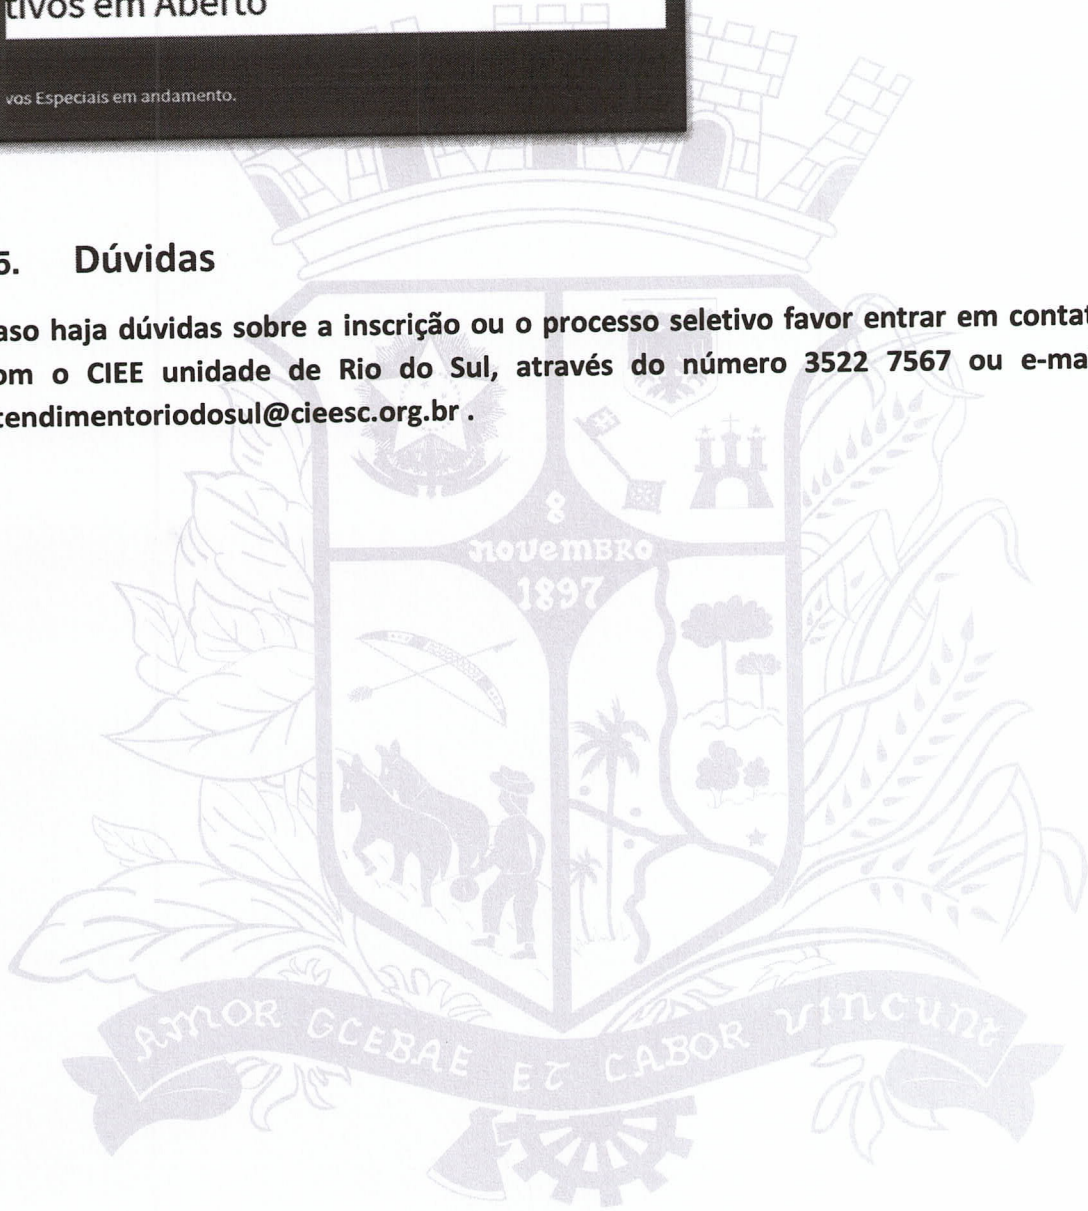 tivos em Aberto
vos Especiais em andamento.
5. Dúvidas
aso haja dúvidas sobre a inscrição ou o processo seletivo favor entrar em contat
om o CIEE unidade de Rio do Sul, através do número 3522 7567 ou e-ma
tendimentoriodosul@cieesc.org.br .
8
NOVEMBRO
1897
AMOR GLEBAE ET LABOR VINCUNT